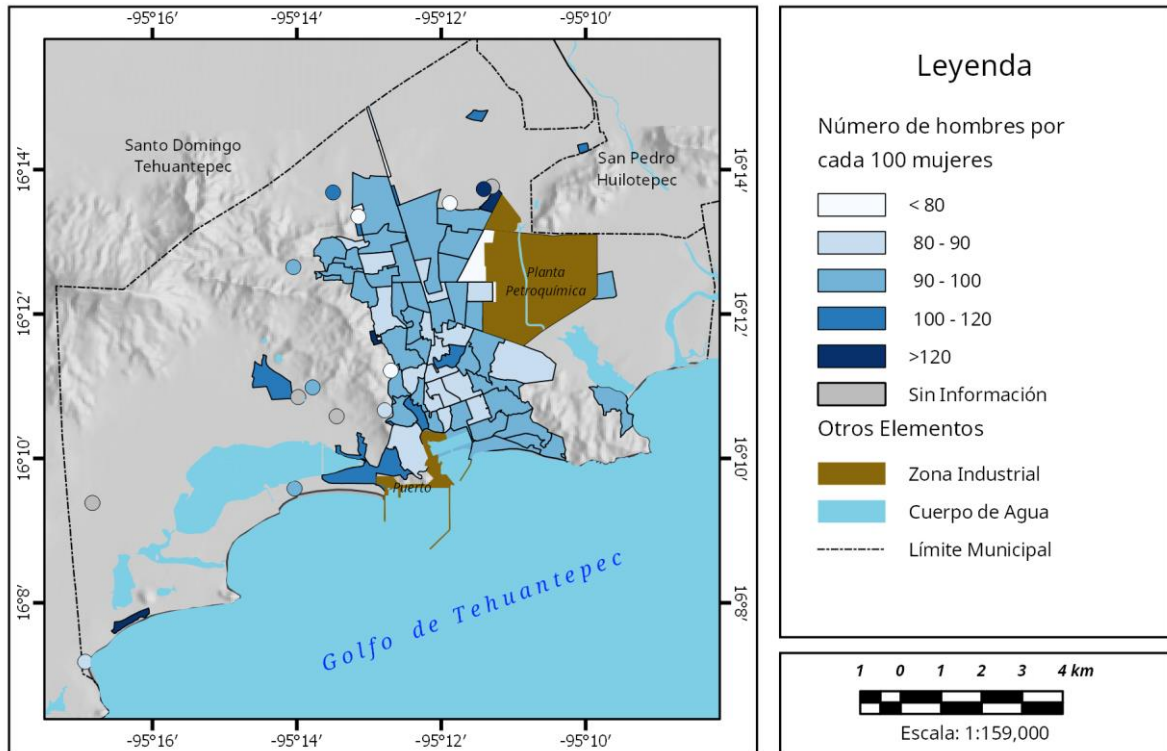 -95°16’ -95°14’ -95°12’ -95°10’
16°14’ 16°14’
Santo Domingo
Tehuantepec
San Pedro
Huilotepec
Planta
Petroquímica
16°12’ 16°12’
16°10’ 16°10’
Puerto
16°8’ 16°8’
Golfo de Tehuantepec
-95°16’ -95°14’ -95°12’ -95°10’
Leyenda
Número de hombres por
cada 100 mujeres
< 80
80 - 90
90 - 100
100 - 120
>120
Sin Información
Otros Elementos
Zona Industrial
Cuerpo de Agua
Límite Municipal
1 0 1 2 3 4 km
Escala: 1:159,000